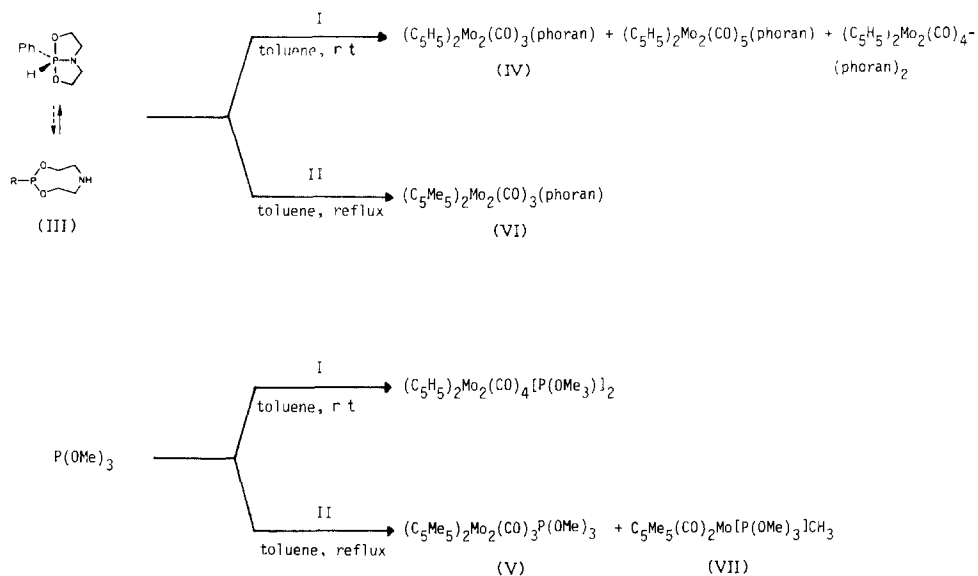 Ph
O
P
N
H
O
R-P
O
O
NH
(III)
I
toluene, r t
(C5H5)2Mo2(CO)3(phoran) + (C5H5)2Mo2(CO)5(phoran) + (C5H5)2Mo2(CO)4-
(phoran)2
(IV)
II
toluene, reflux
(C5Me5)2Mo2(CO)3(phoran)
(VI)
P(OMe)3
I
toluene, r t
(C5H5)2Mo2(CO)4[P(OMe3)]2
II
toluene, reflux
(C5Me5)2Mo2(CO)3P(OMe)3 + C5Me5(CO)2Mo[P(OMe)3]CH3
(V)
(VII)